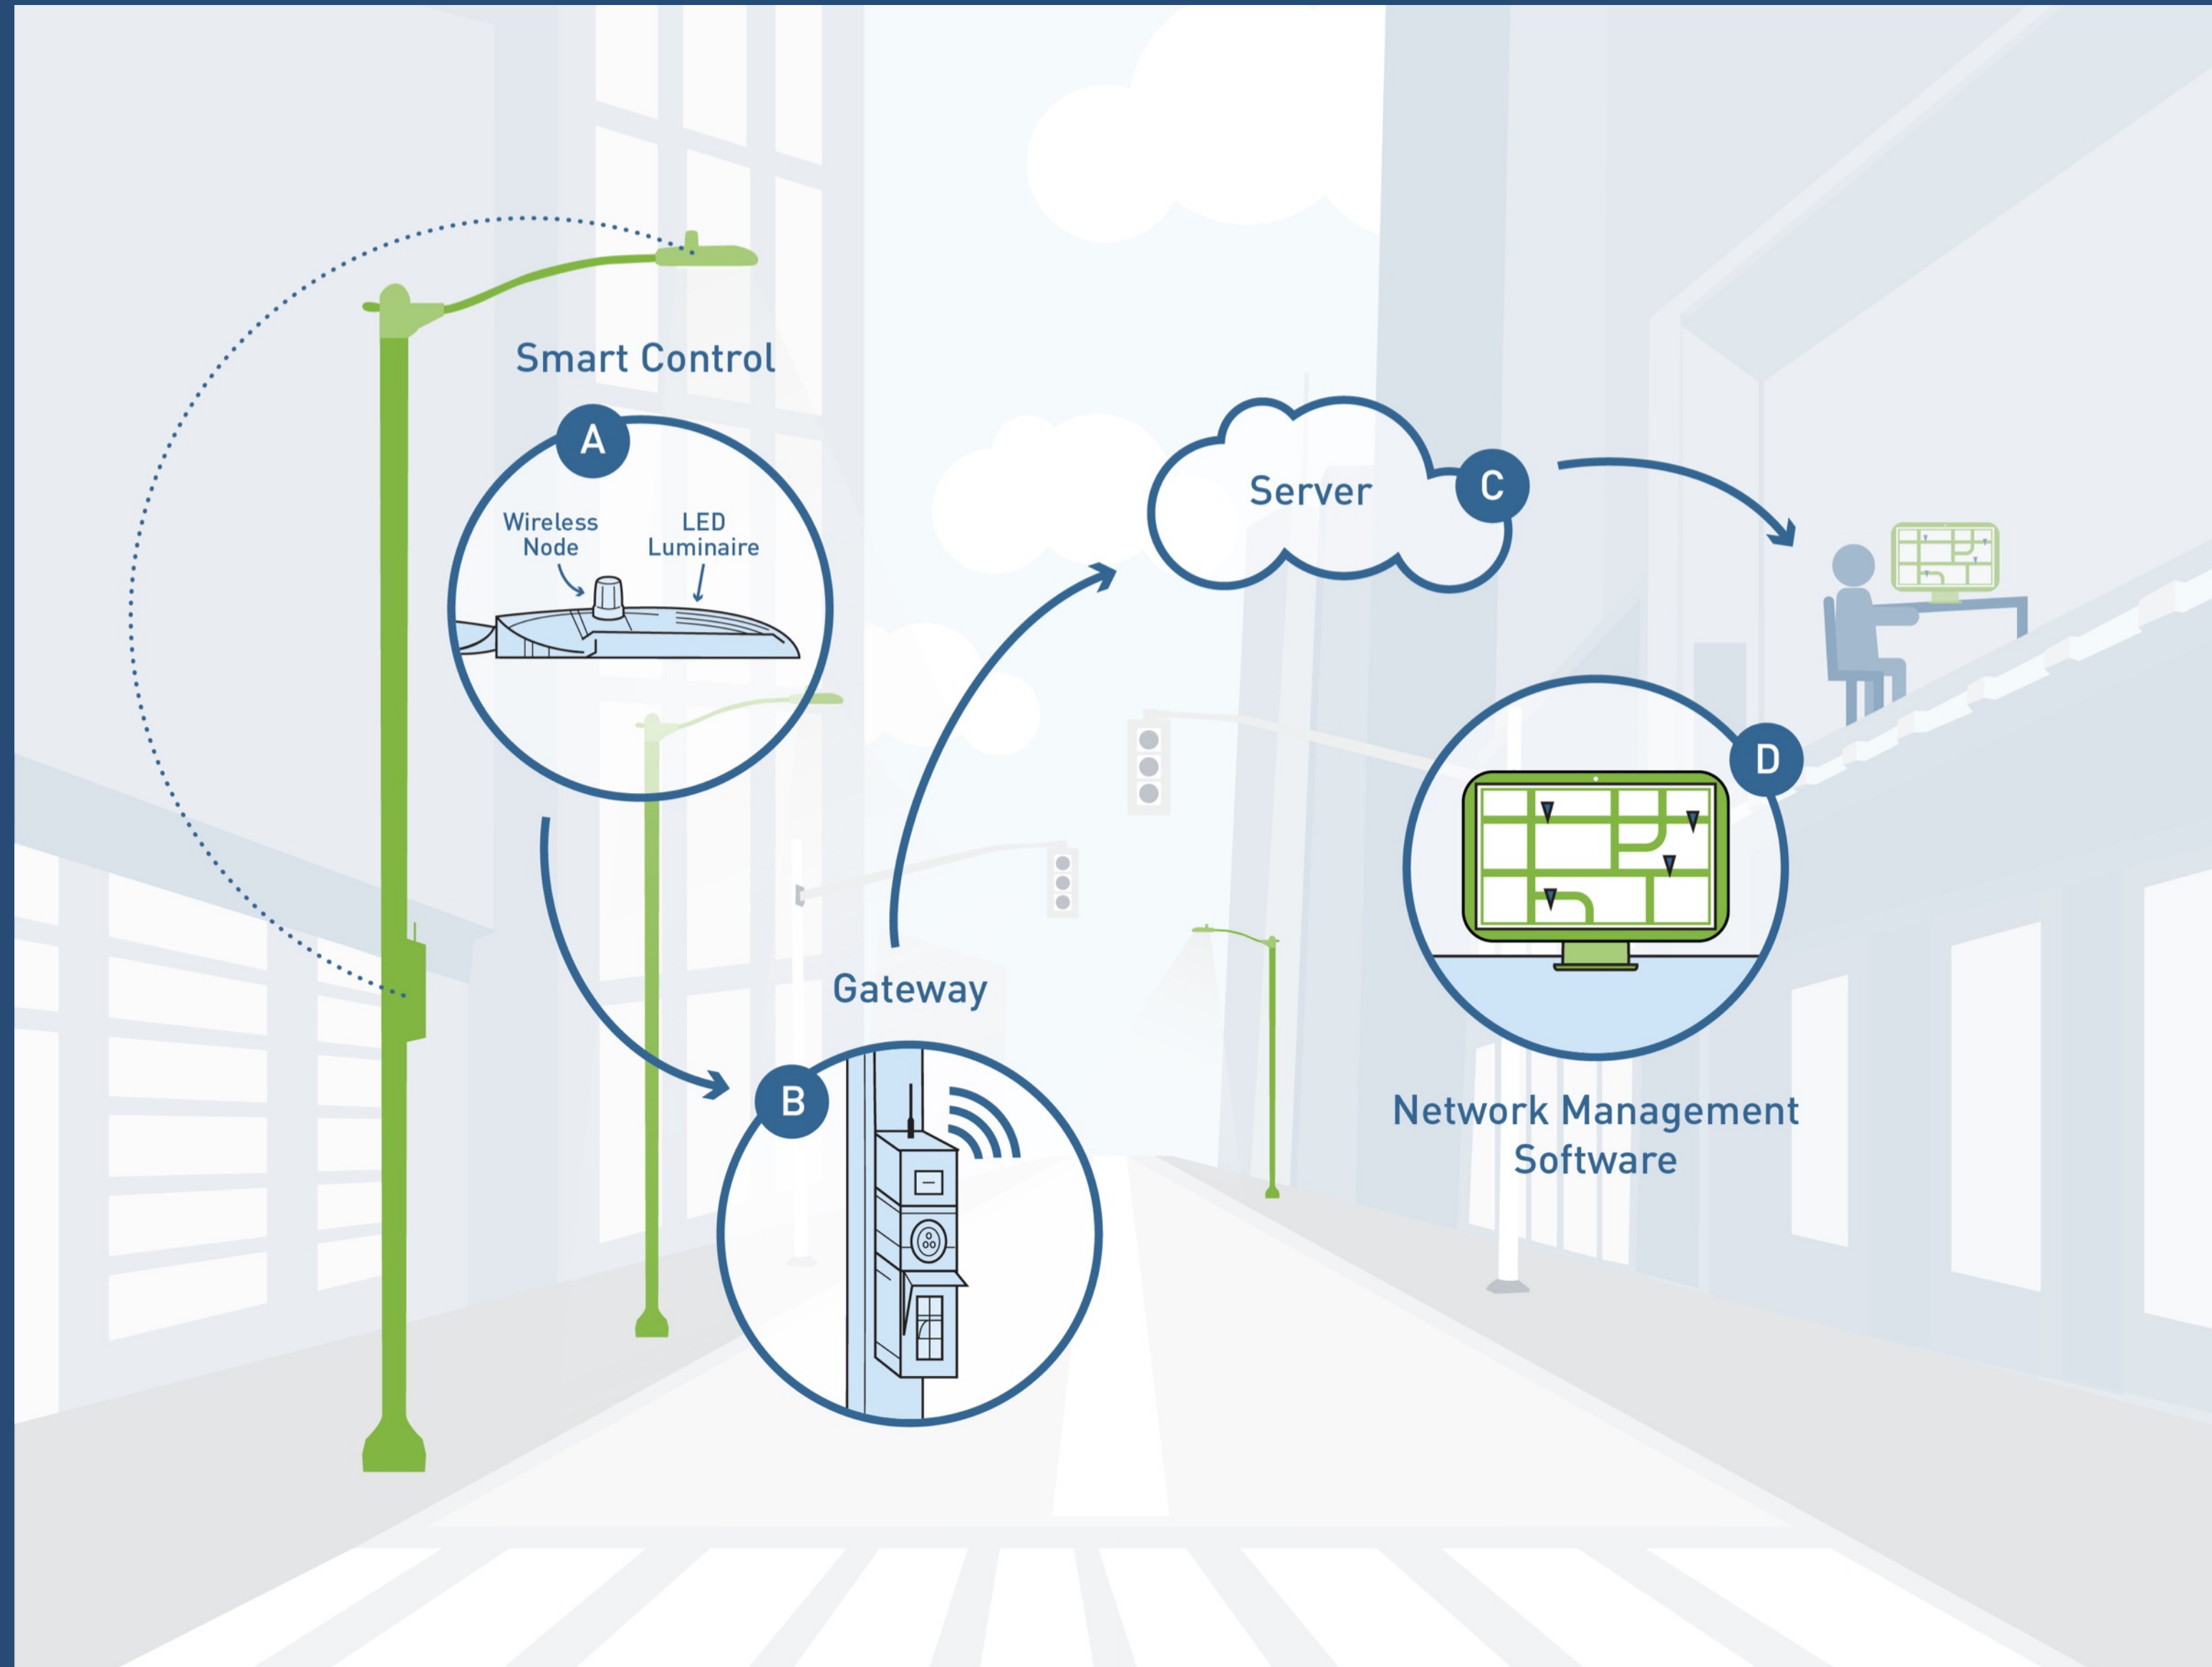 Smart Control
A
Wireless
Node
LED
Luminaire
Gateway
B
Server
C
D
Network Management
Software